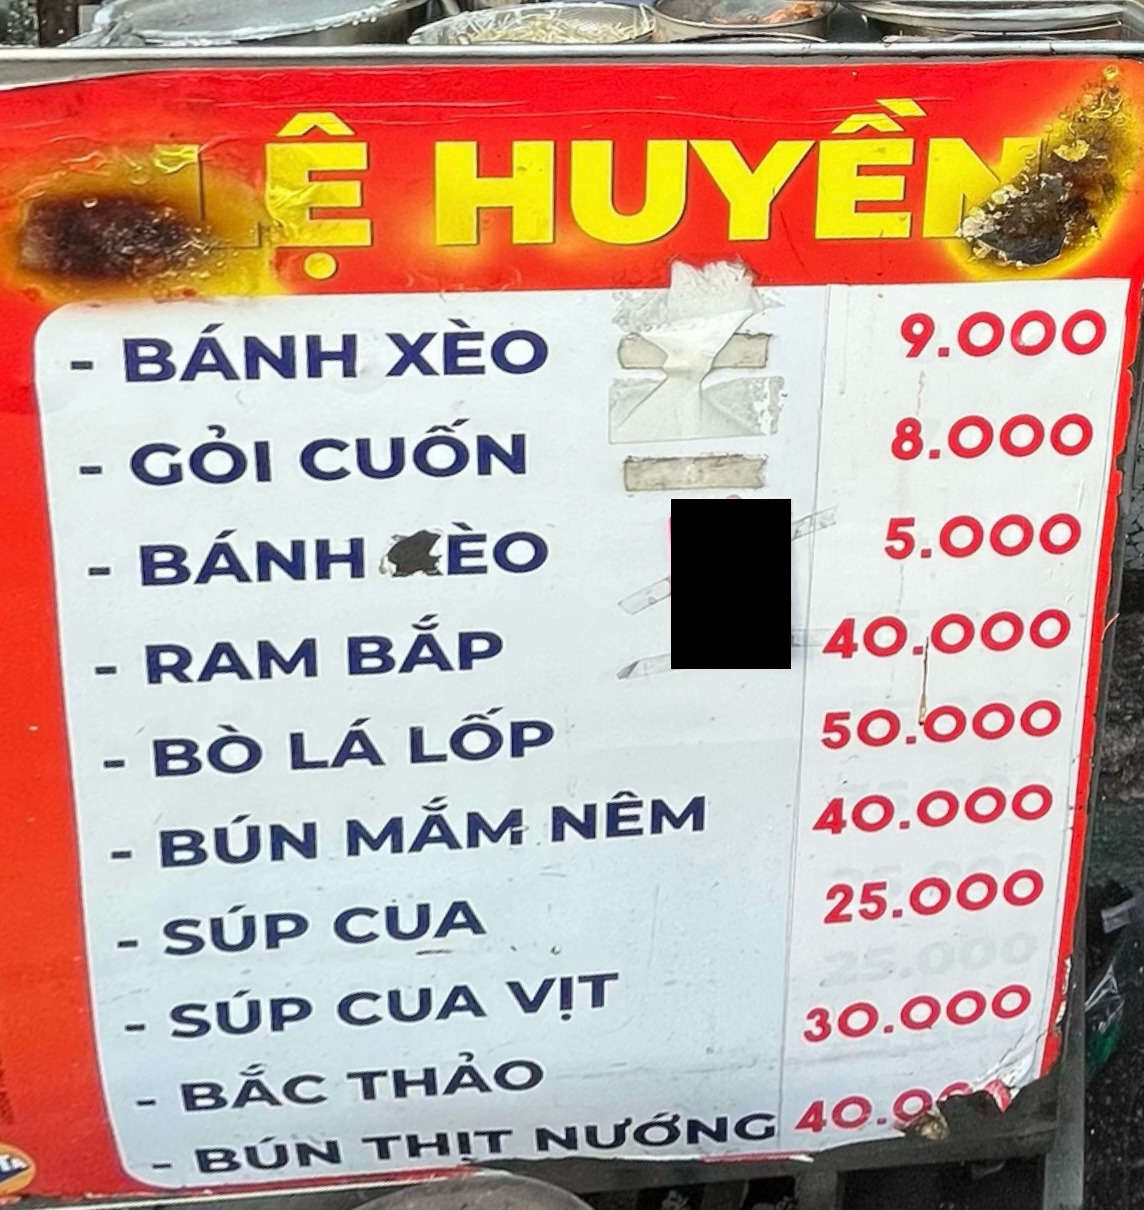 LỆ HUYỀN
- BÁNH XÈO 9.000
- GỎI CUỐN 8.000
- BÁNH XÈO 5.000
- RAM BẮP 40.000
- BÒ LÁ LỐP 50.000
- BÚN MẮM NÊM 40.000
- SÚP CUA 25.000
- SÚP CUA VỊT 30.000
- BẮC THẢO
- BÚN THỊT NƯỚNG